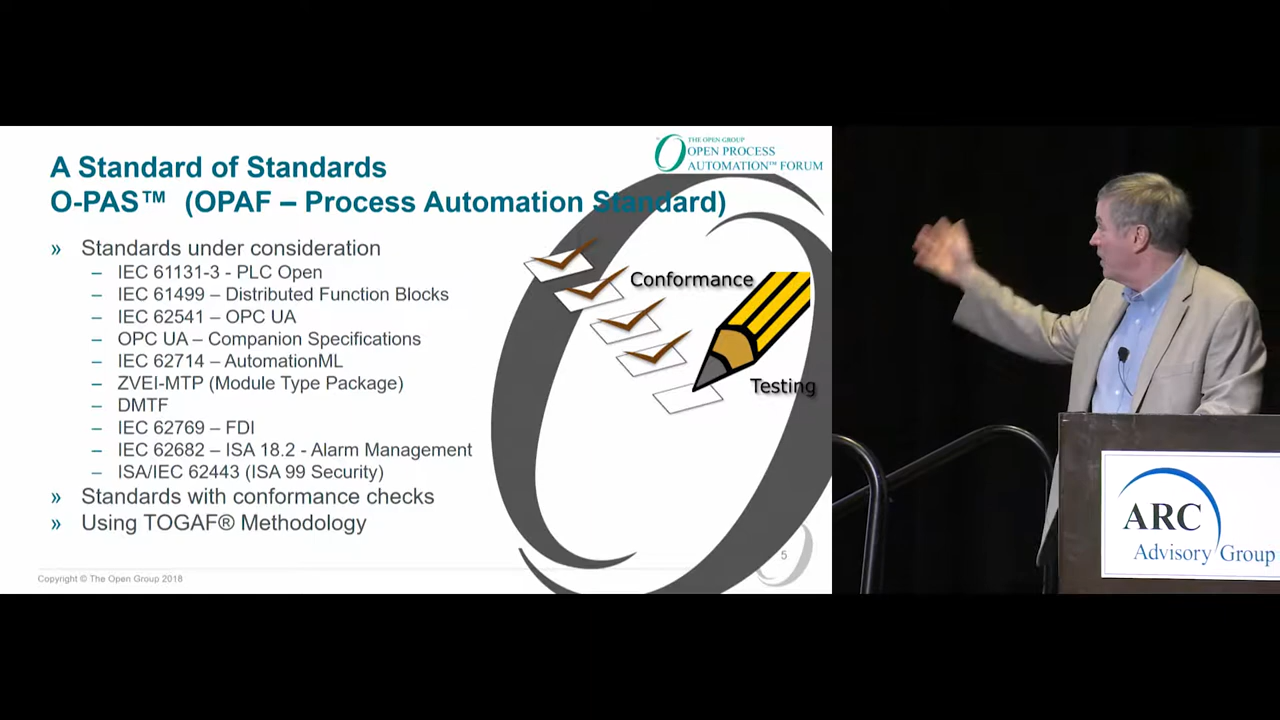 A Standard of Standards
O-PAS™ (OPAF – Process Automation Standard)
THE OPEN GROUP
OPEN PROCESS
AUTOMATION™ FORUM
» Standards under consideration
– IEC 61131-3 - PLC Open
– IEC 61499 – Distributed Function Blocks
– IEC 62541 – OPC UA
– OPC UA – Companion Specifications
– IEC 62714 – AutomationML
– ZVEI-MTP (Module Type Package)
– DMTF
– IEC 62769 – FDI
– IEC 62682 – ISA 18.2 - Alarm Management
– ISA/IEC 62443 (ISA 99 Security)
» Standards with conformance checks
» Using TOGAF® Methodology
Conformance
Testing
Copyright © The Open Group 2018
5
ARC
Advisory Group